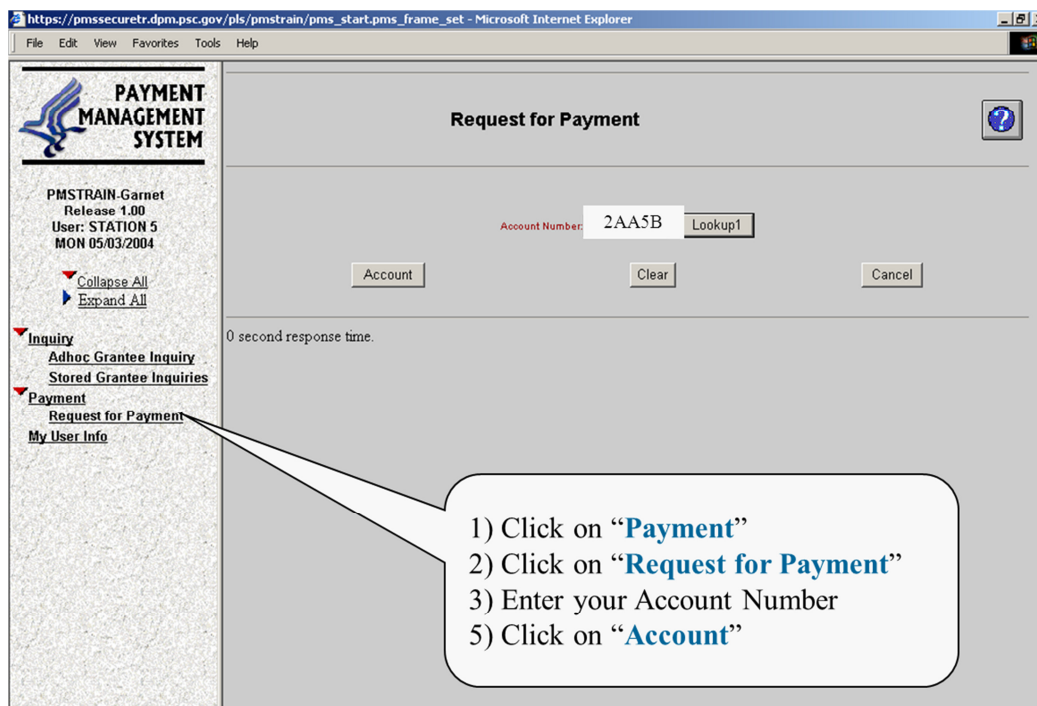 https://pmssecuretr.dpm.psc.gov/pls/pmstrain/pms_start.pms_frame_set - Microsoft Internet Explorer
File Edit View Favorites Tools Help
PAYMENT
MANAGEMENT
SYSTEM
Request for Payment
PMSTRAIN-Garnet
Release 1.00
User: STATION 5
MON 05/03/2004
Account Number: 2AA5B Lookup1
Collapse All
Expand All
Account Clear Cancel
0 second response time.
Inquiry
Adhoc Grantee Inquiry
Stored Grantee Inquiries
Payment
Request for Payment
My User Info
1) Click on “Payment”
2) Click on “Request for Payment”
3) Enter your Account Number
5) Click on “Account”